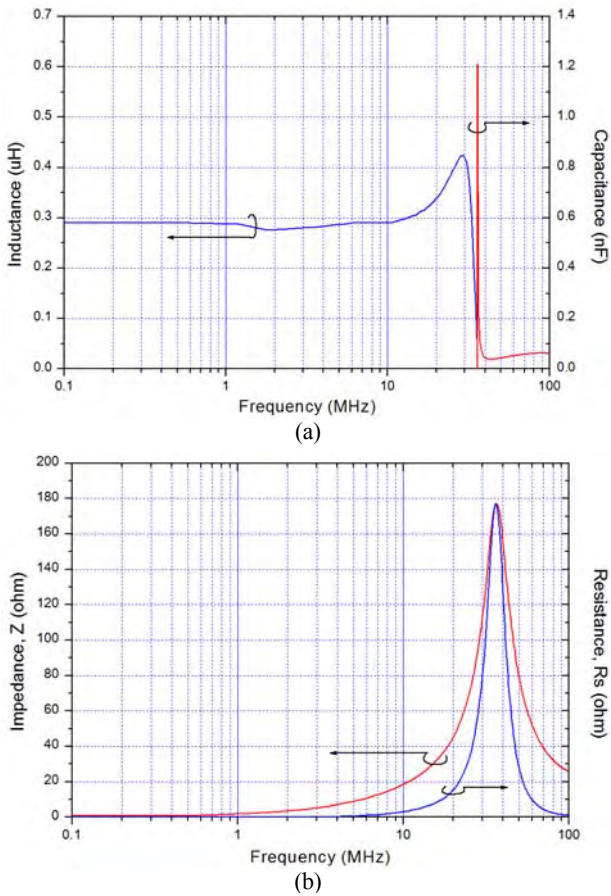 0.7
0.6
0.5
0.4
0.3
0.2
0.1
0.0
Inductance (uH)
1.4
1.2
1.0
0.8
0.6
0.4
0.2
0.0
Capacitance (nF)
0.1 1 10 100
Frequency (MHz)
(a)
200
180
160
140
120
100
80
60
40
20
0
Impedance, Z (ohm)
Resistance, Rs (ohm)
0.1 1 10 100
Frequency (MHz)
(b)